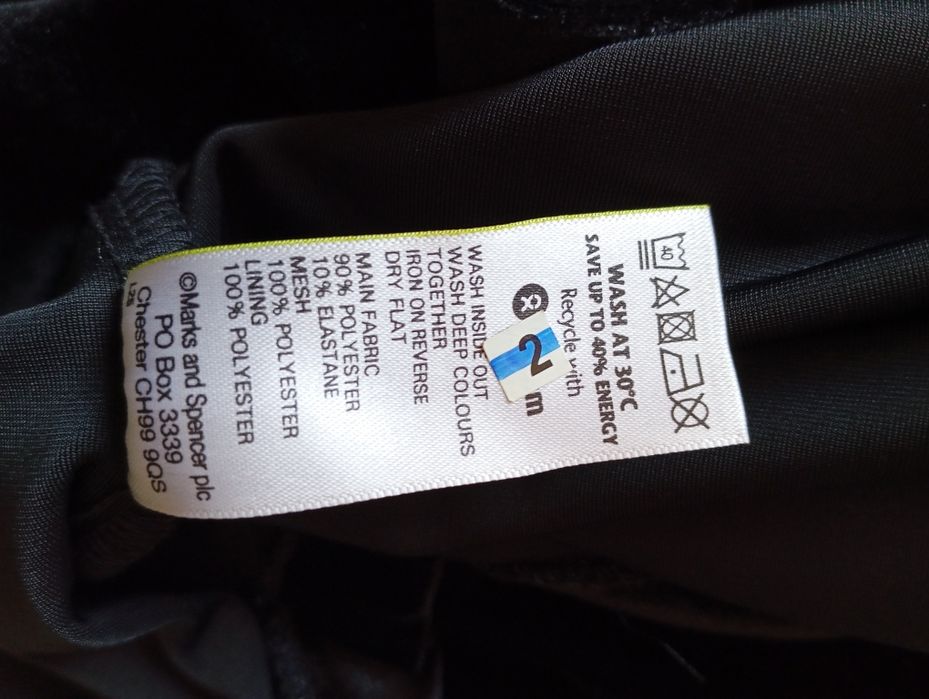 40
WASH AT 30°C
SAVE UP TO 40% ENERGY
Recycle with
2
m
WASH INSIDE OUT
WASH DEEP COLOURS
TOGETHER
IRON ON REVERSE
DRY FLAT
MAIN FABRIC
90% POLYESTER
10% ELASTANE
MESH
100% POLYESTER
LINING
100% POLYESTER
©Marks and Spencer plc
PO Box 3339
Chester CH99 9QS